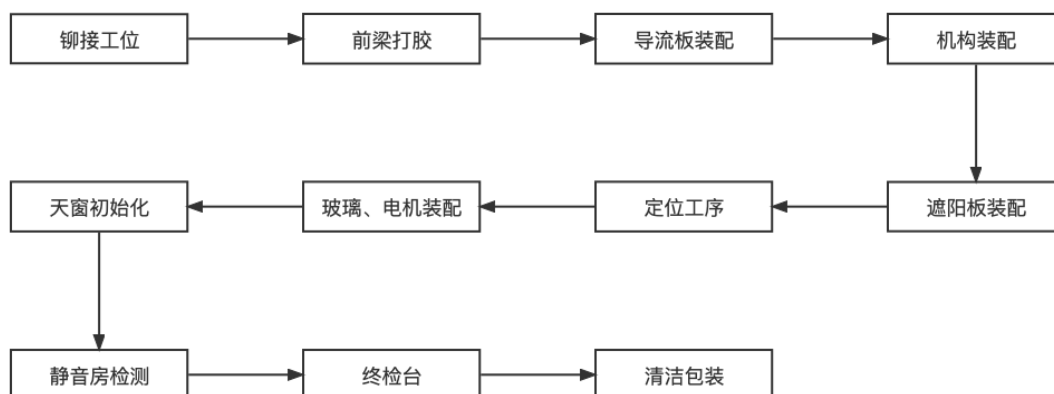 铆接工位
前梁打胶
导流板装配
机构装配
遮阳板装配
定位工序
玻璃、电机装配
天窗初始化
静音房检测
终检台
清洁包装